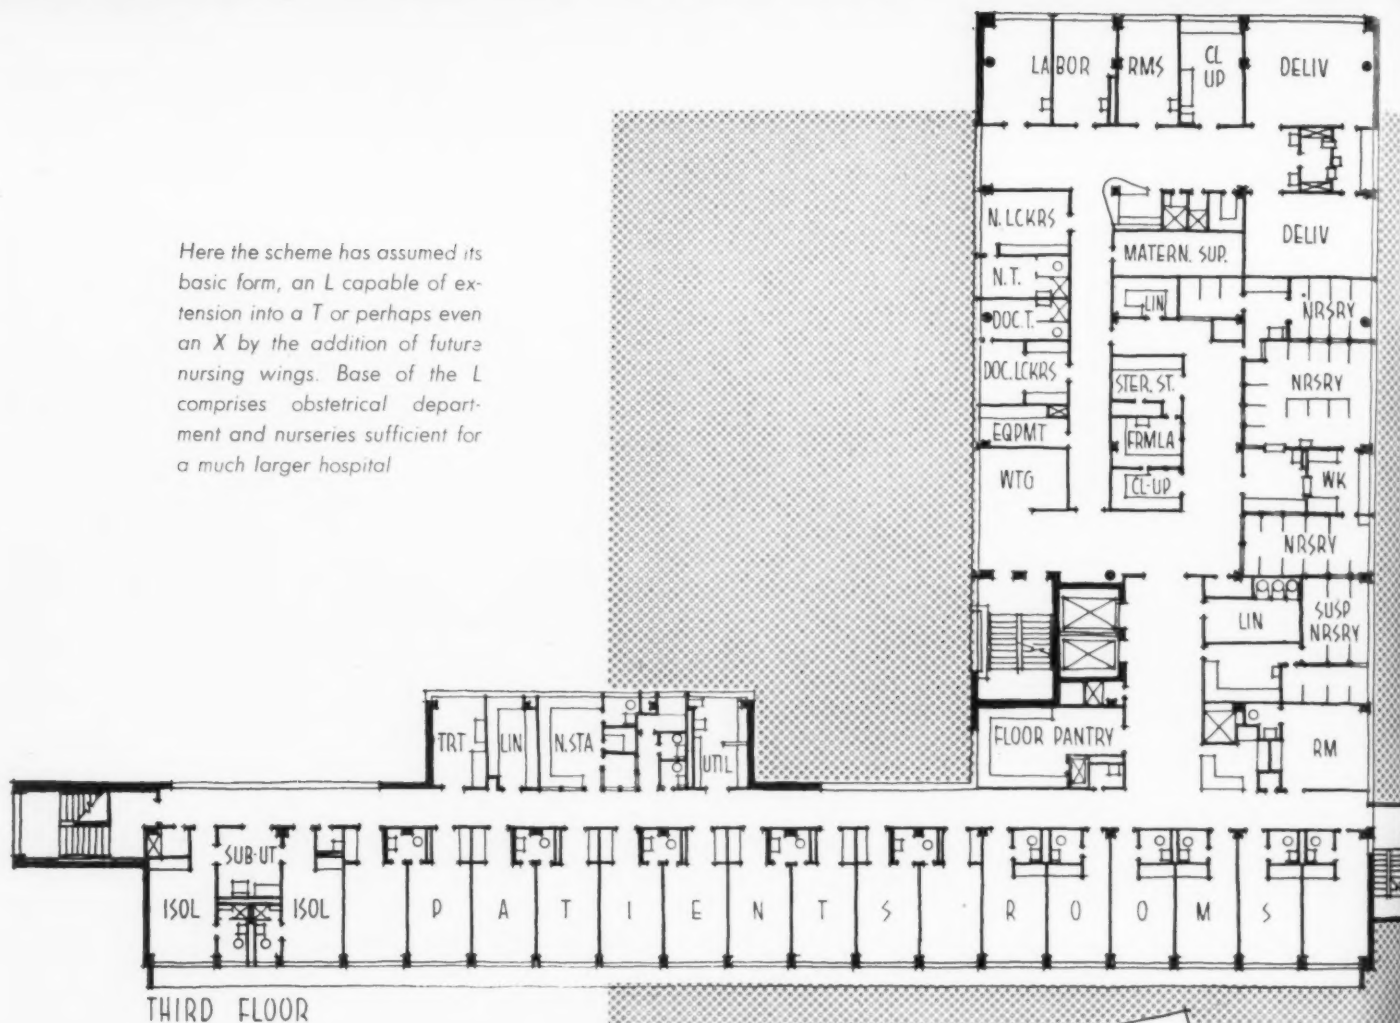 LABOR RMS
CL
UP
DELIV
Here the scheme has assumed its
basic form, an L capable of ex-
tension into a T or perhaps even
an X by the addition of future
nursing wings. Base of the L
comprises obstetrical depart-
ment and nurseries sufficient for
a much larger hospital
N. LCKRS
MATERN. SUP.
DELIV
N. T.
LIN
NRSRY
DOC. T.
DOC. LCKRS
STER. ST.
NRSRY
EQPMT
FRMLA
WTG
CL-UP
WK
NRSRY
LIN
SUSP
NRSRY
TRT
LIN
N. STA
UTIL
FLOOR PANTRY
RM
SUB-UT
ISOL
ISOL
PATIENTS ROOMS
THIRD FLOOR